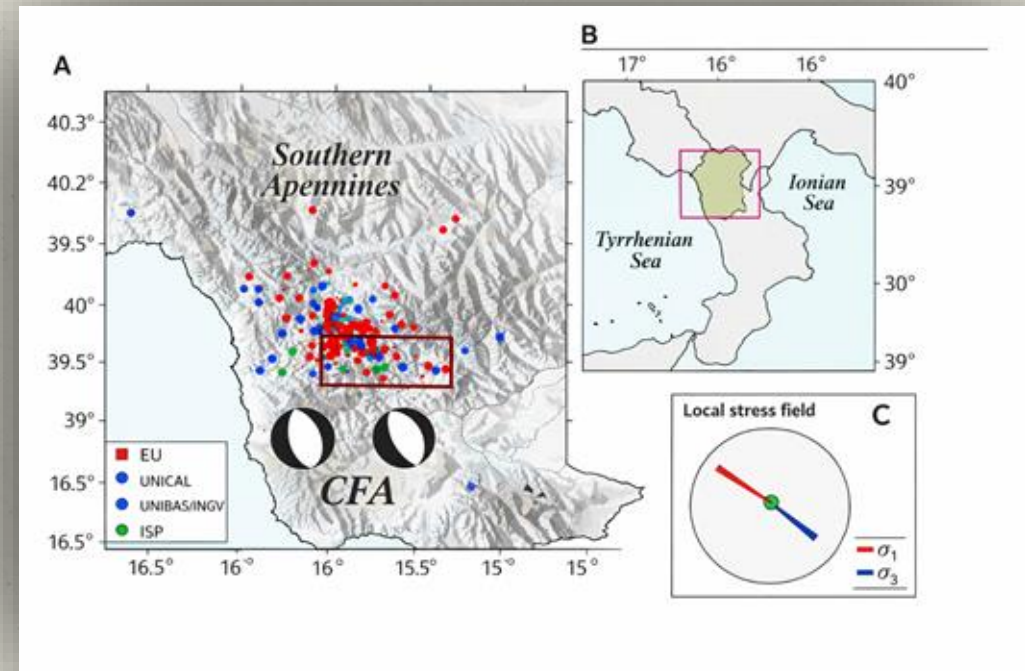 A
40.3°
40.2°
39.5°
40°
39.5°
39°
16.5°
16.5°
16.5°
16°
16°
15.5°
15°
15°
Southern
Apennines
CFA
EU
UNICAL
UNIBAS/INGV
ISP
B
17°
16°
16°
40°
39°
30°
39°
Tyrrhenian
Sea
Ionian
Sea
C
Local stress field
σ1
σ3